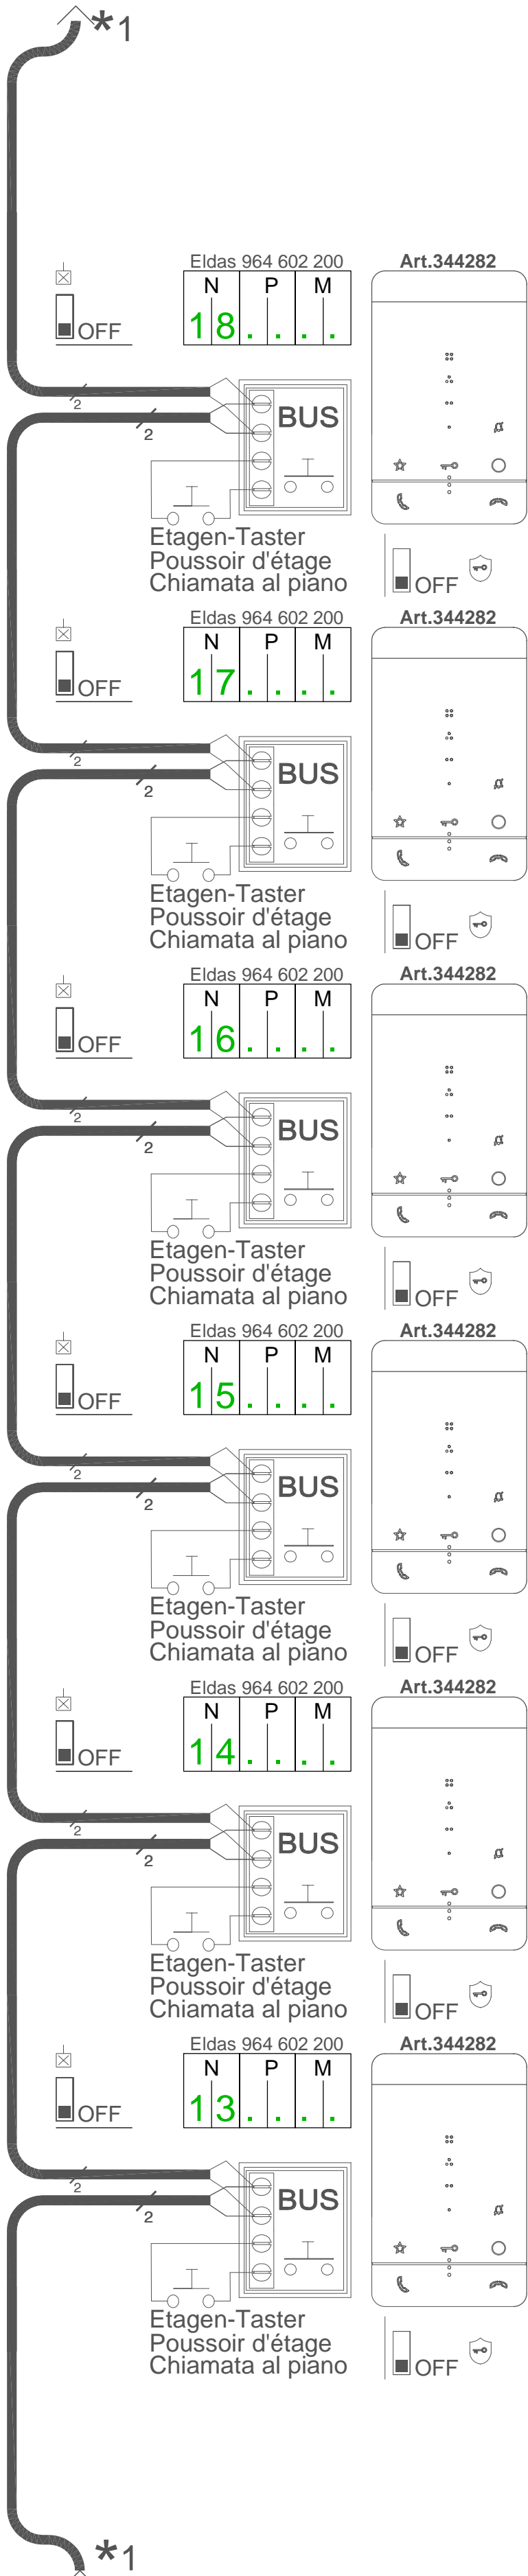 *1
Eldas 964 602 200 Art.344282
N P M
18....
OFF
2
2
BUS
Etagen-Taster
Poussoir d'étage
Chiamata al piano
OFF
Eldas 964 602 200 Art.344282
N P M
17....
OFF
2
2
BUS
Etagen-Taster
Poussoir d'étage
Chiamata al piano
OFF
Eldas 964 602 200 Art.344282
N P M
16....
OFF
2
2
BUS
Etagen-Taster
Poussoir d'étage
Chiamata al piano
OFF
Eldas 964 602 200 Art.344282
N P M
15....
OFF
2
2
BUS
Etagen-Taster
Poussoir d'étage
Chiamata al piano
OFF
Eldas 964 602 200 Art.344282
N P M
14....
OFF
2
2
BUS
Etagen-Taster
Poussoir d'étage
Chiamata al piano
OFF
Eldas 964 602 200 Art.344282
N P M
13....
OFF
2
2
BUS
Etagen-Taster
Poussoir d'étage
Chiamata al piano
OFF
*1